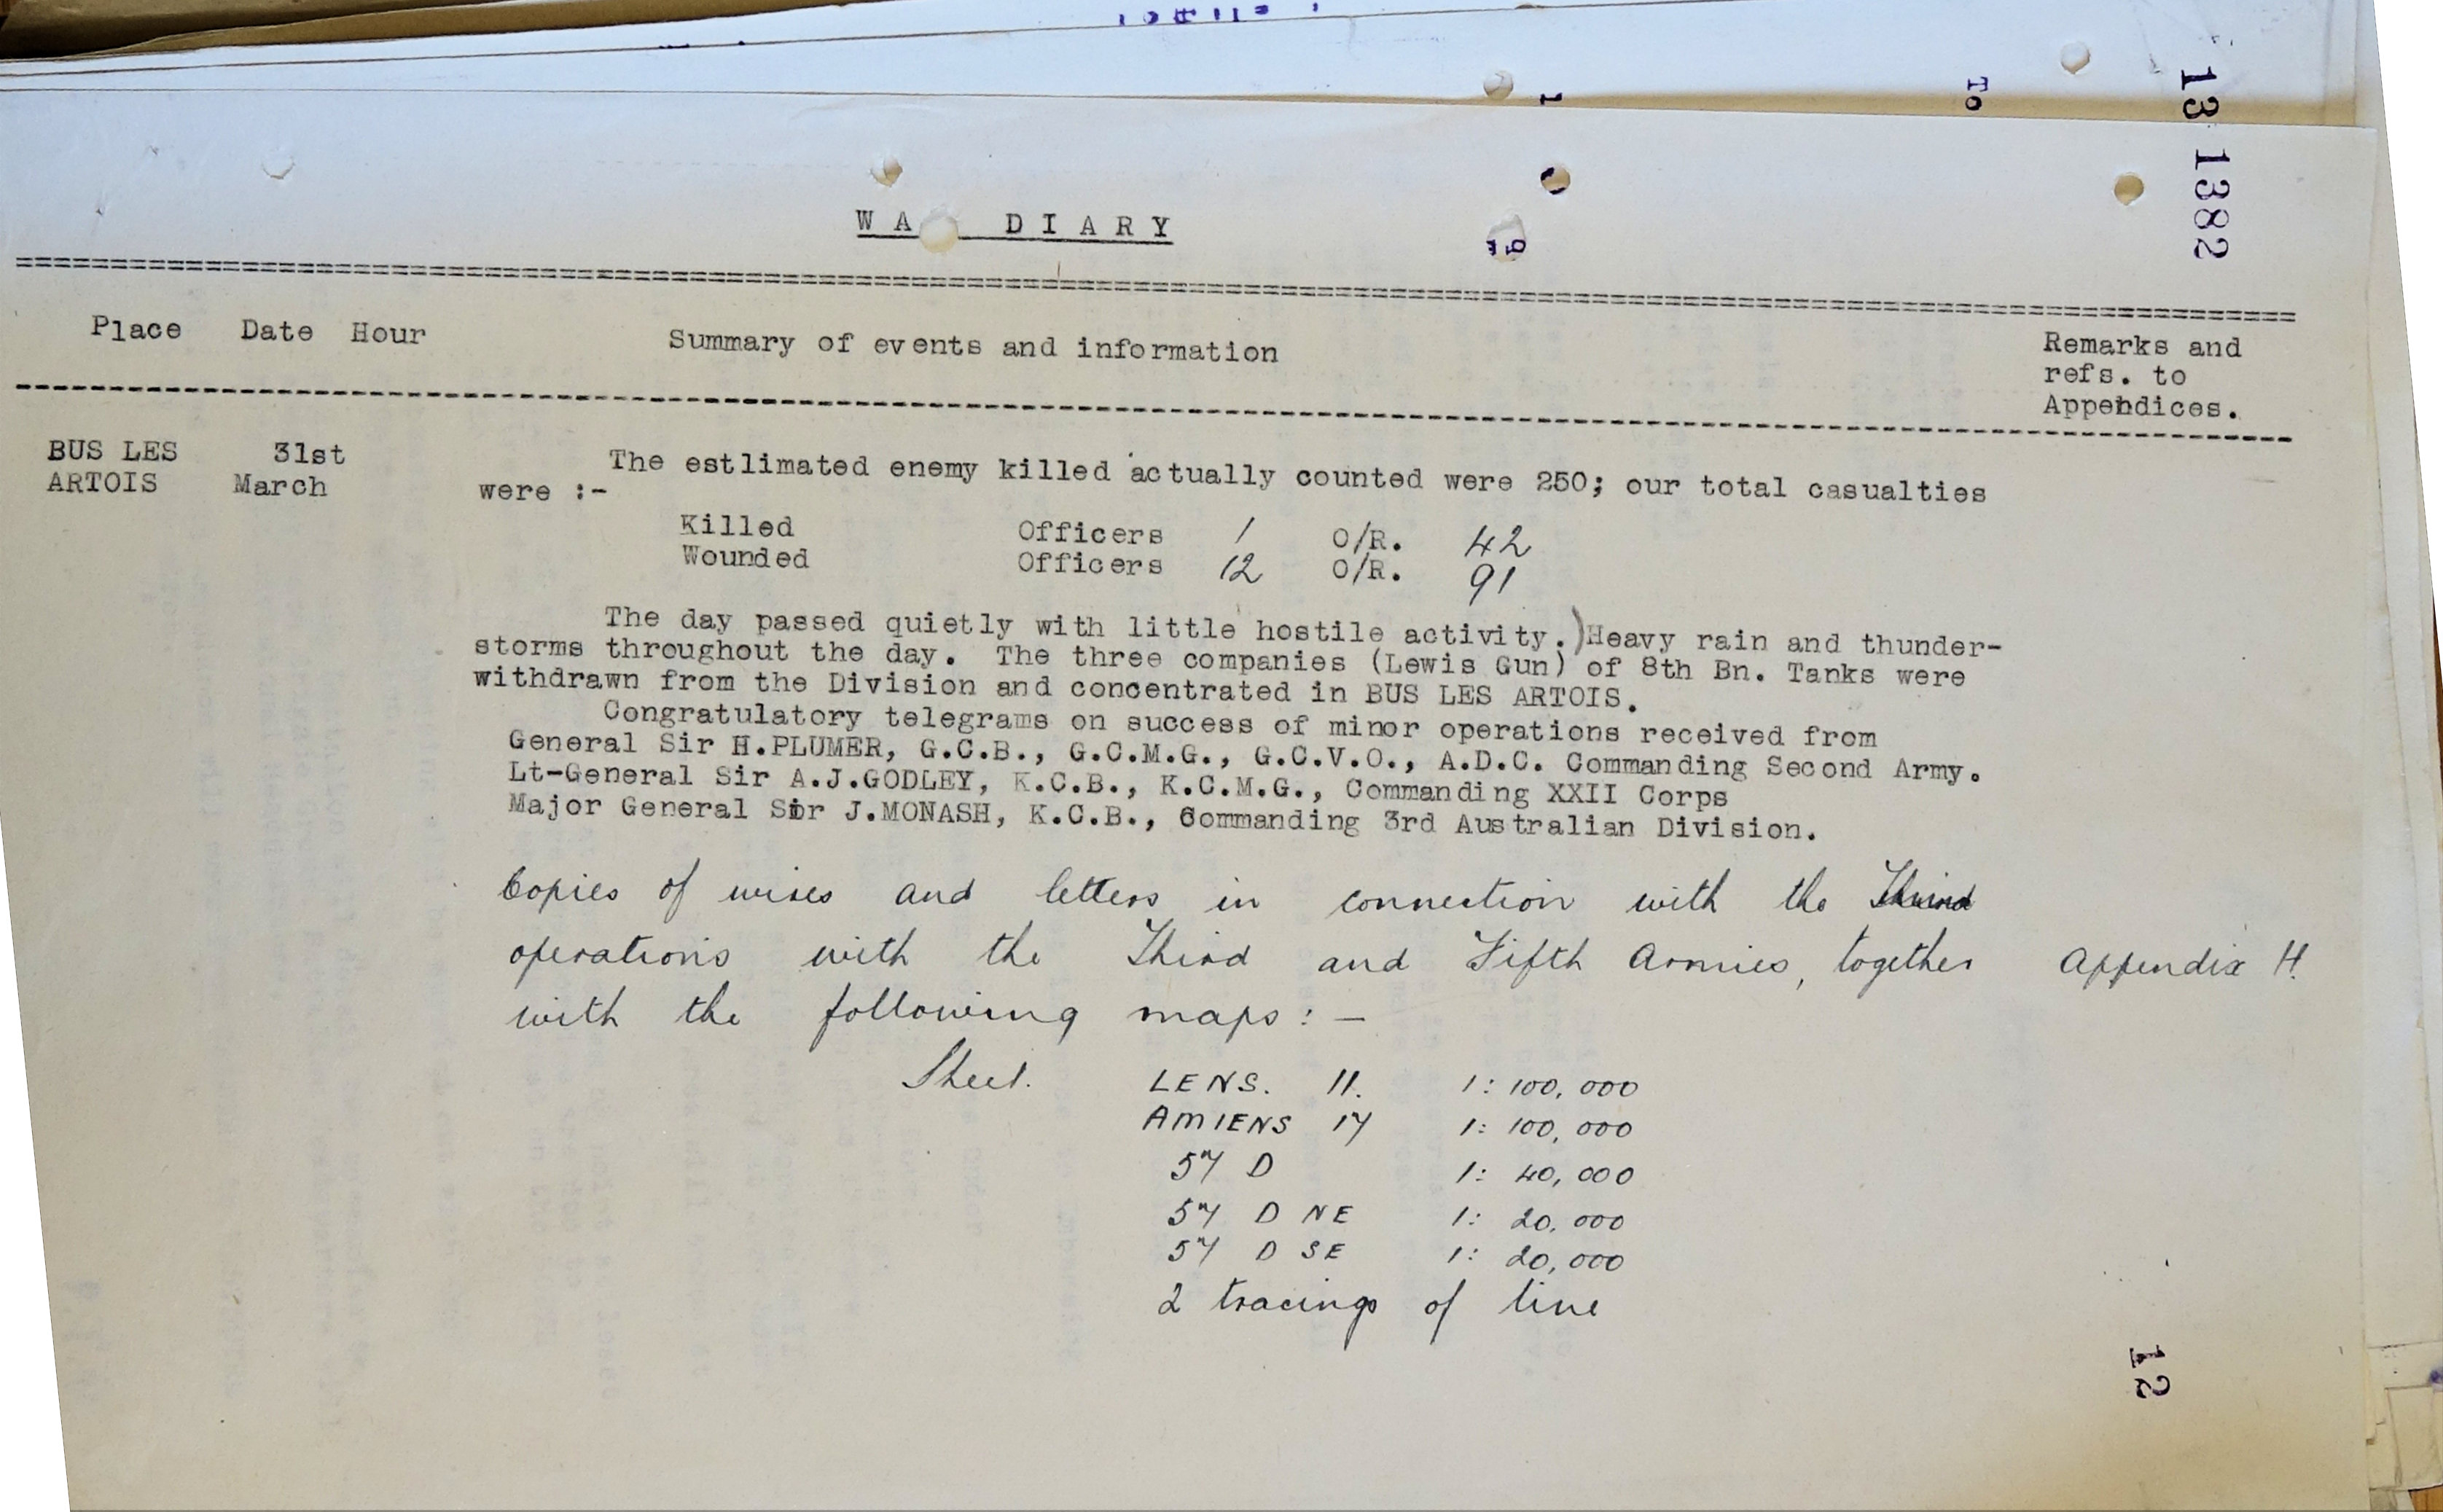 13 1382
To
1
W A   D I A R Y
Place Date Hour Summary of events and information Remarks and
refs. to
Appendices.
BUS LES 31st The estlimated enemy killed actually counted were 250; our total casualties
ARTOIS March were :-
Killed Officers 1 O/R. 42
Wounded Officers 12 O/R. 91
The day passed quietly with little hostile activity.) Heavy rain and thunder-
storms throughout the day. The three companies (Lewis Gun) of 8th Bn. Tanks were
withdrawn from the Division and concentrated in BUS LES ARTOIS.
Congratulatory telegrams on success of minor operations received from
General Sir H.PLUMER, G.C.B., G.C.M.G., G.C.V.O., A.D.C. Commanding Second Army.
Lt-General Sir A.J.GODLEY, K.C.B., K.C.M.G., Commanding XXII Corps
Major General Sir J.MONASH, K.C.B., Commanding 3rd Australian Division.
Copies of wires and letters in connection with the Third
operations with the Third and Fifth Armies, together Appendix H.
with the following maps : —
Sheet. LENS. 11. 1: 100,000
AMIENS 17 1: 100,000
57 D 1: 40,000
57 D NE 1: 20,000
57 D SE 1: 20,000
2 tracings of line
12